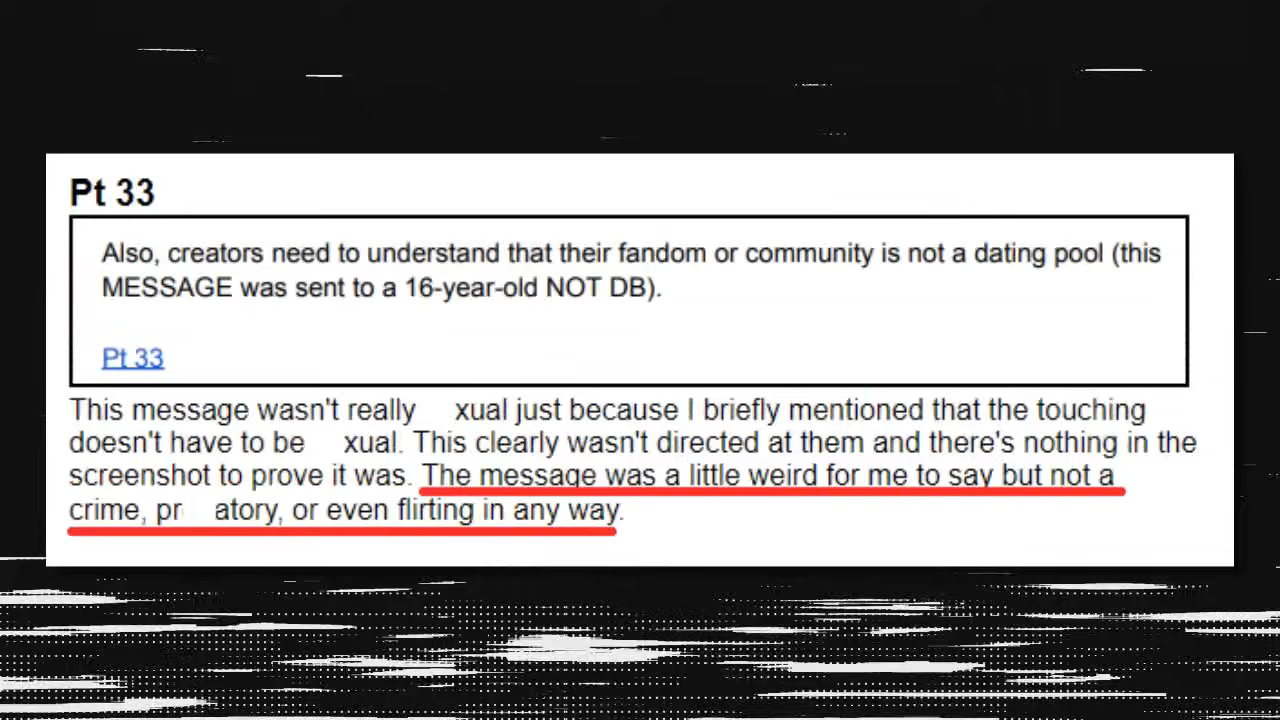 Pt 33
Also, creators need to understand that their fandom or community is not a dating pool (this
MESSAGE was sent to a 16-year-old NOT DB).
Pt 33
This message wasn't really xual just because I briefly mentioned that the touching
doesn't have to be xual. This clearly wasn't directed at them and there's nothing in the
screenshot to prove it was. The message was a little weird for me to say but not a
crime, pr atory, or even flirting in any way.